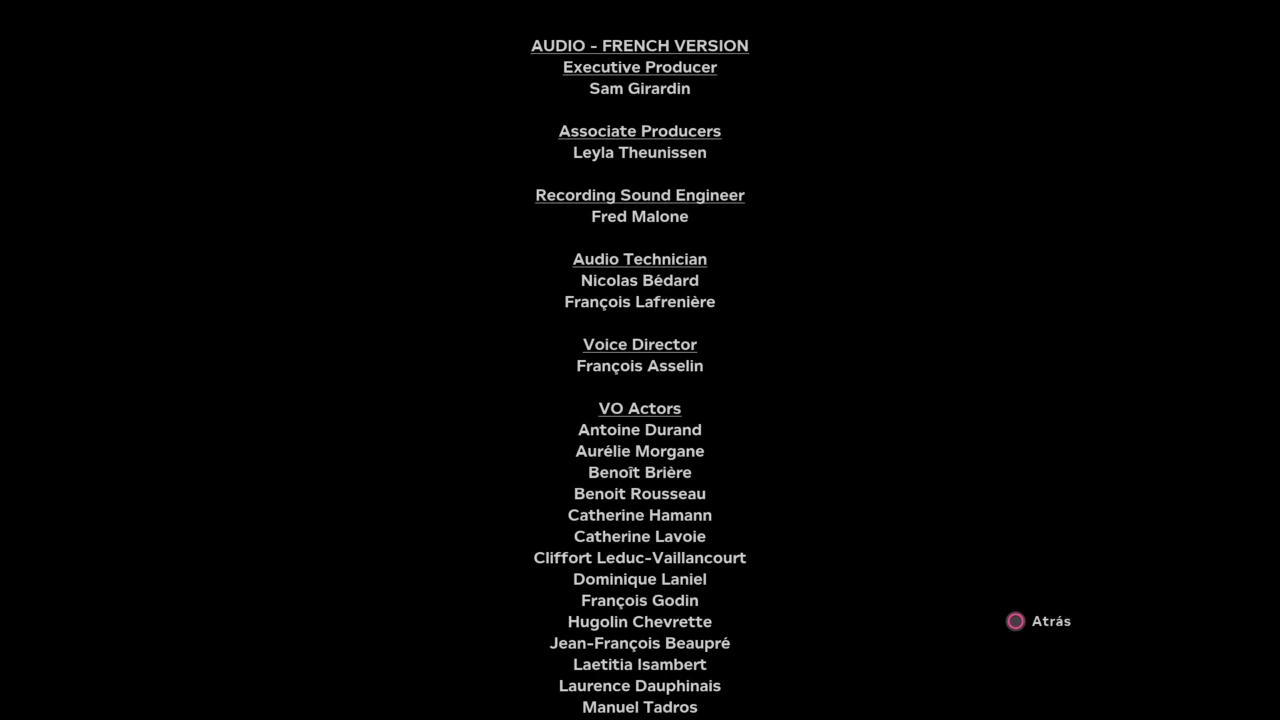 AUDIO - FRENCH VERSION
Executive Producer
Sam Girardin
Associate Producers
Leyla Theunissen
Recording Sound Engineer
Fred Malone
Audio Technician
Nicolas Bédard
François Lafrenière
Voice Director
François Asselin
VO Actors
Antoine Durand
Aurélie Morgane
Benoît Brière
Benoit Rousseau
Catherine Hamann
Catherine Lavoie
Cliffort Leduc-Vaillancourt
Dominique Laniel
François Godin
Hugolin Chevrette
Jean-François Beaupré
Laetitia Isambert
Laurence Dauphinais
Manuel Tadros
Atrás